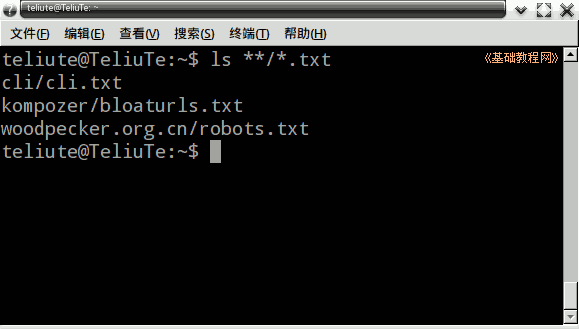 teliute@TeliuTe: ~
文件(F) 编辑(E) 查看(V) 搜索(S) 终端(T) 帮助(H)
teliute@TeliuTe:~$ ls **/*.txt 《基础教程网》
cli/cli.txt
kompozer/bloaturls.txt
woodpecker.org.cn/robots.txt
teliute@TeliuTe:~$